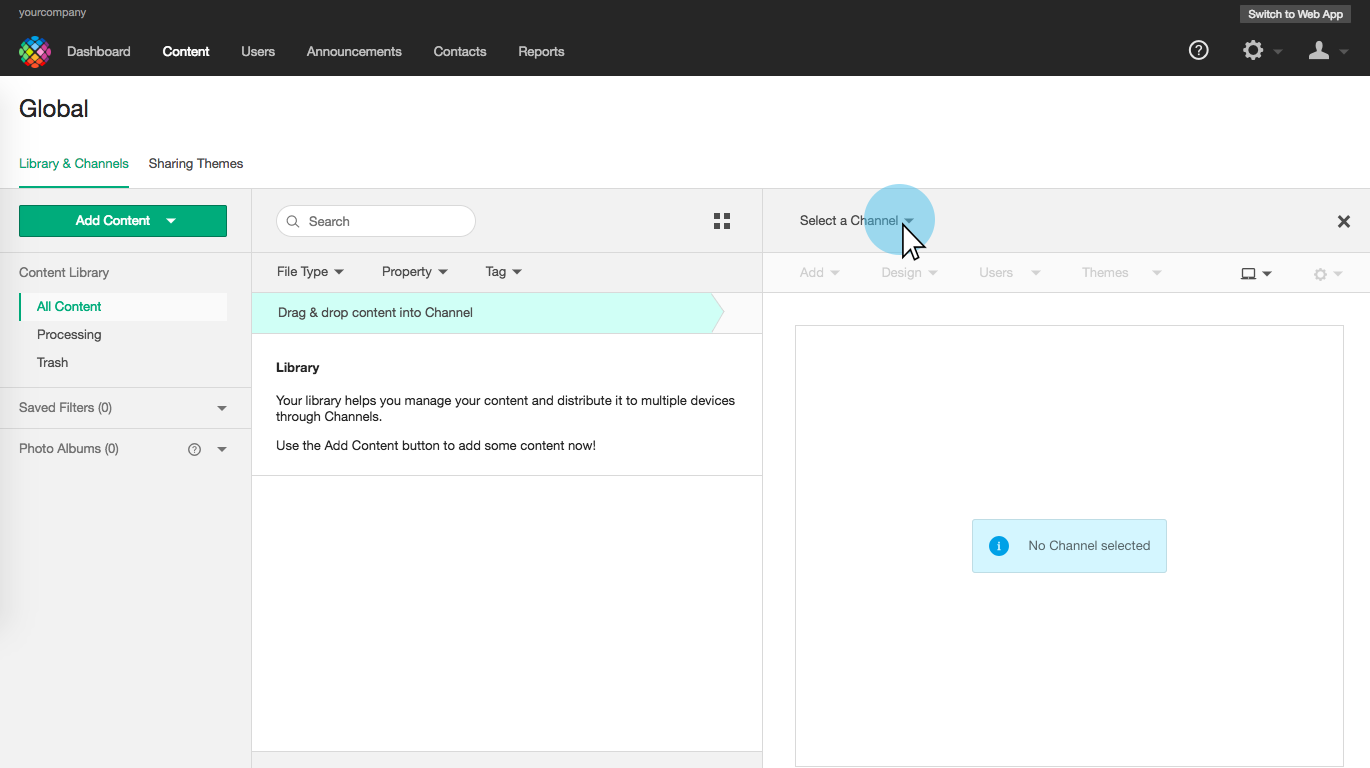 yourcompany
Switch to Web App
Dashboard Content Users Announcements Contacts Reports
Global
Library & Channels Sharing Themes
Add Content
Search
Select a Channel
Content Library
File Type Property Tag
Add Design Users Themes
All Content
Drag & drop content into Channel
Processing
Trash
Library
Your library helps you manage your content and distribute it to multiple devices
through Channels.
Saved Filters (0)
Use the Add Content button to add some content now!
Photo Albums (0)
No Channel selected